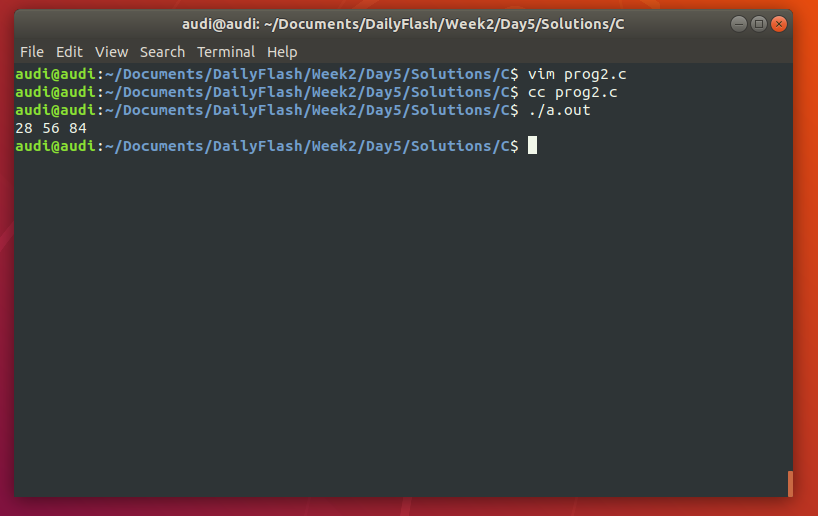 audi@audi: ~/Documents/DailyFlash/Week2/Day5/Solutions/C
File Edit View Search Terminal Help
audi@audi:~/Documents/DailyFlash/Week2/Day5/Solutions/C$ vim prog2.c
audi@audi:~/Documents/DailyFlash/Week2/Day5/Solutions/C$ cc prog2.c
audi@audi:~/Documents/DailyFlash/Week2/Day5/Solutions/C$ ./a.out
28 56 84
audi@audi:~/Documents/DailyFlash/Week2/Day5/Solutions/C$